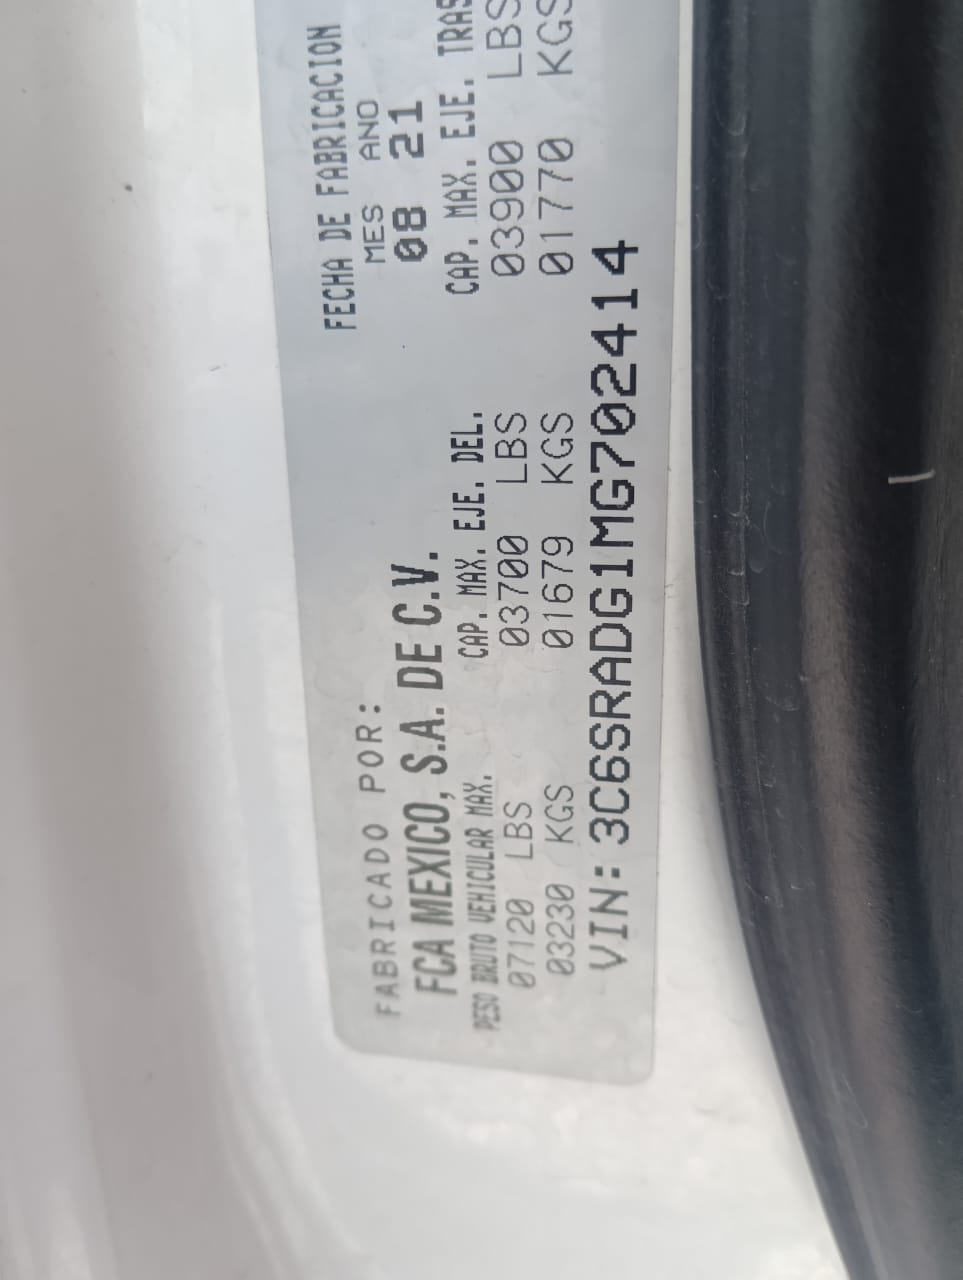 FABRICADO POR:
FECHA DE FABRICACION
MES ANO
FCA MEXICO, S.A. DE C.V.
08 21
PESO BRUTO VEHICULAR MAX. CAP. MAX. EJE. DEL. CAP. MAX. EJE. TRAS
07120 LBS 03700 LBS 03900 LBS
03230 KGS 01679 KGS 01770 KGS
VIN: 3C6SRADG1MG702414